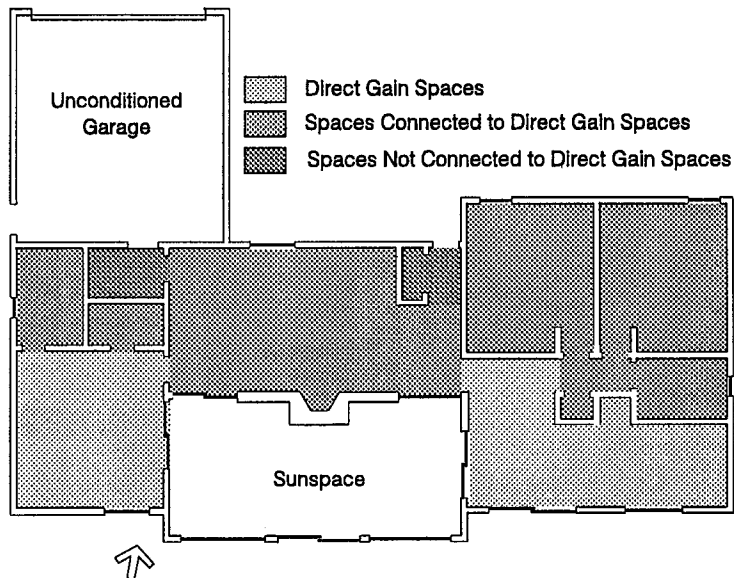 Unconditioned
Garage
Direct Gain Spaces
Spaces Connected to Direct Gain Spaces
Spaces Not Connected to Direct Gain Spaces
Sunspace